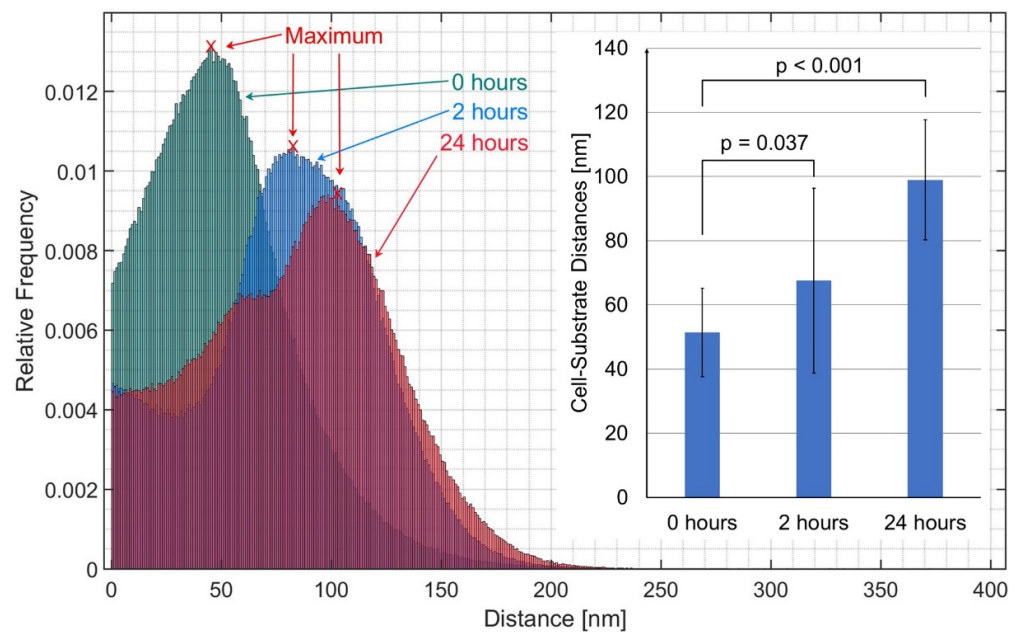 Maximum
0 hours
2 hours
24 hours
X
X
X
Relative Frequency
0.012
0.01
0.008
0.006
0.004
0.002
0
0 50 100 150 200 250 300 350 400
Distance [nm]
Cell-Substrate Distances [nm]
140
120
100
80
60
40
20
0
p < 0.001
p = 0.037
0 hours 2 hours 24 hours